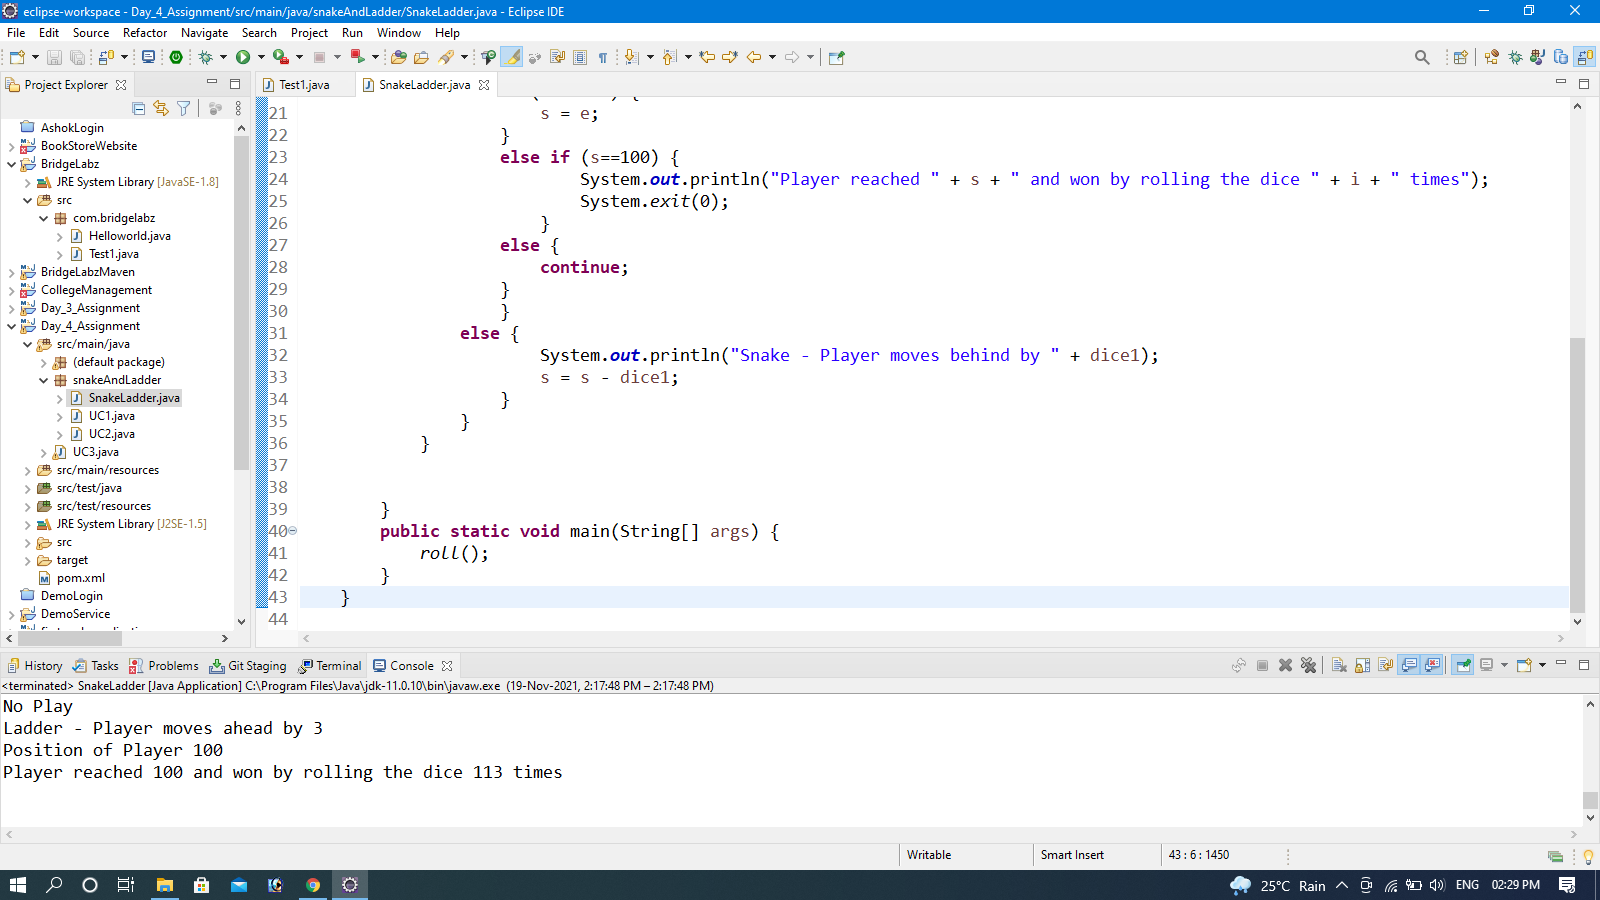 eclipse-workspace - Day_4_Assignment/src/main/java/snakeAndLadder/SnakeLadder.java - Eclipse IDE
File Edit Source Refactor Navigate Search Project Run Window Help
Project Explorer
AshokLogin
BookStoreWebsite
BridgeLabz
JRE System Library [JavaSE-1.8]
src
com.bridgelabz
Helloworld.java
Test1.java
BridgeLabzMaven
CollegeManagement
Day_3_Assignment
Day_4_Assignment
src/main/java
(default package)
snakeAndLadder
SnakeLadder.java
UC1.java
UC2.java
UC3.java
src/main/resources
src/test/java
src/test/resources
JRE System Library [J2SE-1.5]
src
target
pom.xml
DemoLogin
DemoService
Test1.java SnakeLadder.java
21 s = e;
22 }
23 else if (s==100) {
24 System.out.println("Player reached " + s + " and won by rolling the dice " + i + " times");
25 System.exit(0);
26 }
27 else {
28 continue;
29 }
30 }
31 else {
32 System.out.println("Snake - Player moves behind by " + dice1);
33 s = s - dice1;
34 }
35 }
36 }
37
38
39 }
40 public static void main(String[] args) {
41 roll();
42 }
43 }
44
History Tasks Problems Git Staging Terminal Console
<terminated> SnakeLadder [Java Application] C:\Program Files\Java\jdk-11.0.10\bin\javaw.exe (19-Nov-2021, 2:17:48 PM – 2:17:48 PM)
No Play
Ladder - Player moves ahead by 3
Position of Player 100
Player reached 100 and won by rolling the dice 113 times
Writable Smart Insert 43 : 6 : 1450
25°C Rain ENG 02:29 PM